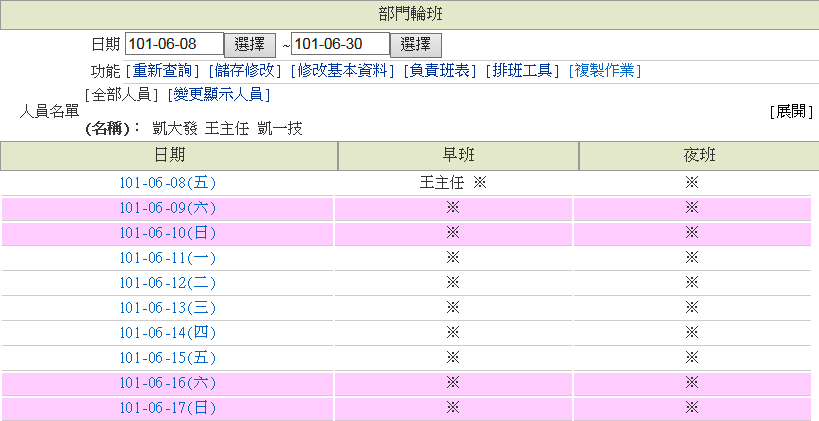 部門輪班
日期 101-06-08 選擇 ~101-06-30 選擇
功能 [重新查詢] [儲存修改] [修改基本資料] [負責班表] [排班工具] [複製作業]
人員名單 [全部人員] [變更顯示人員] [展開]
(名稱)： 凱大發 王主任 凱一技
日期 早班 夜班
101-06-08(五) 王主任 ※ ※
101-06-09(六) ※ ※
101-06-10(日) ※ ※
101-06-11(一) ※ ※
101-06-12(二) ※ ※
101-06-13(三) ※ ※
101-06-14(四) ※ ※
101-06-15(五) ※ ※
101-06-16(六) ※ ※
101-06-17(日) ※ ※